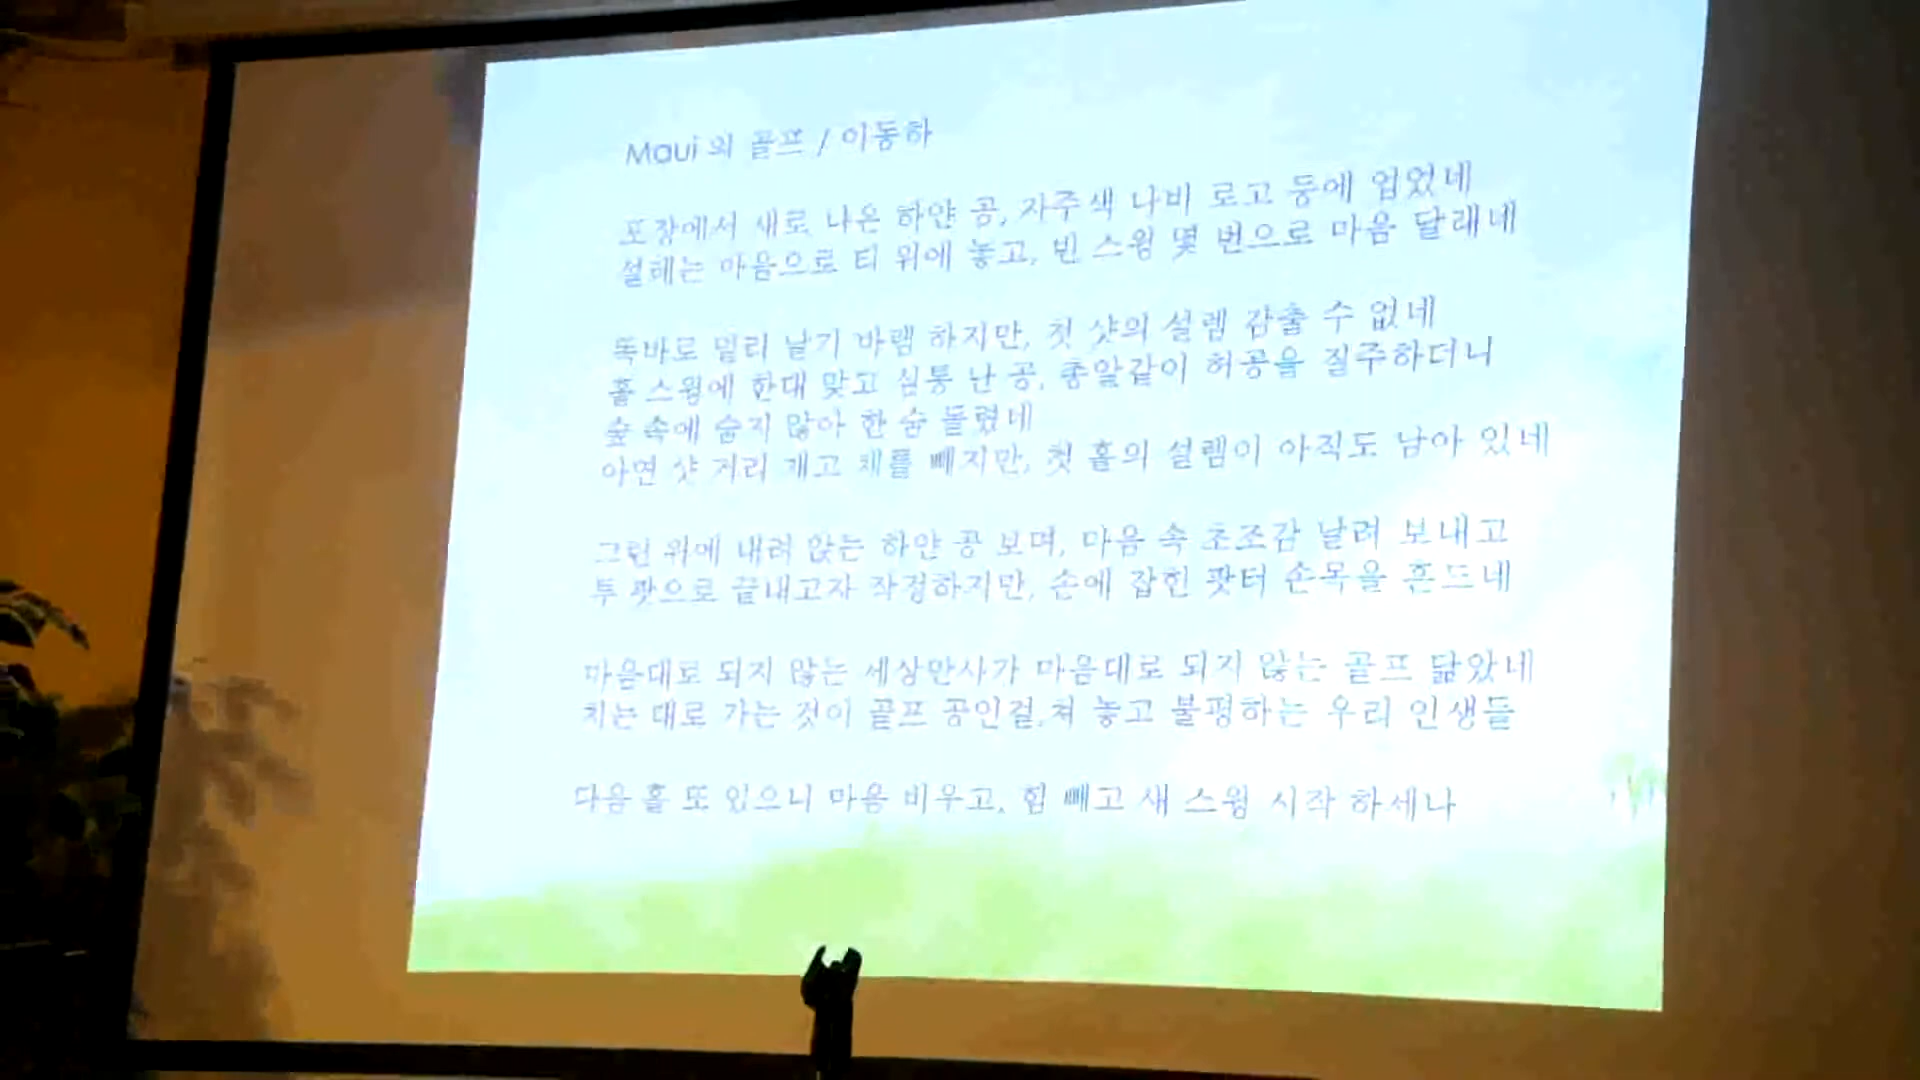 Maui 의 골프 / 이동하
포장에서 새로 나온 하얀 공, 자주색 나비 로고 등에 업었네
설레는 마음으로 티 위에 놓고, 빈 스윙 몇 번으로 마음 달래네
똑바로 멀리 날기 바램 하지만, 첫 샷의 설렘 감출 수 없네
홀 스윙에 한대 맞고 심통 난 공, 총알같이 허공을 질주하더니
숲 속에 숨지 않아 한 숨 돌렸네
아연 샷 거리 재고 채를 빼지만, 첫 홀의 설렘이 아직도 남아 있네
그린 위에 내려 앉는 하얀 공 보며, 마음 속 초조감 날려 보내고
투 팟으로 끝내고자 작정하지만, 손에 잡힌 팟터 손목을 흔드네
마음대로 되지 않는 세상만사가 마음대로 되지 않는 골프 닮았네
치는 대로 가는 것이 골프 공인걸,쳐 놓고 불평하는 우리 인생들
다음 홀 또 있으니 마음 비우고, 힘 빼고 새 스윙 시작 하세나